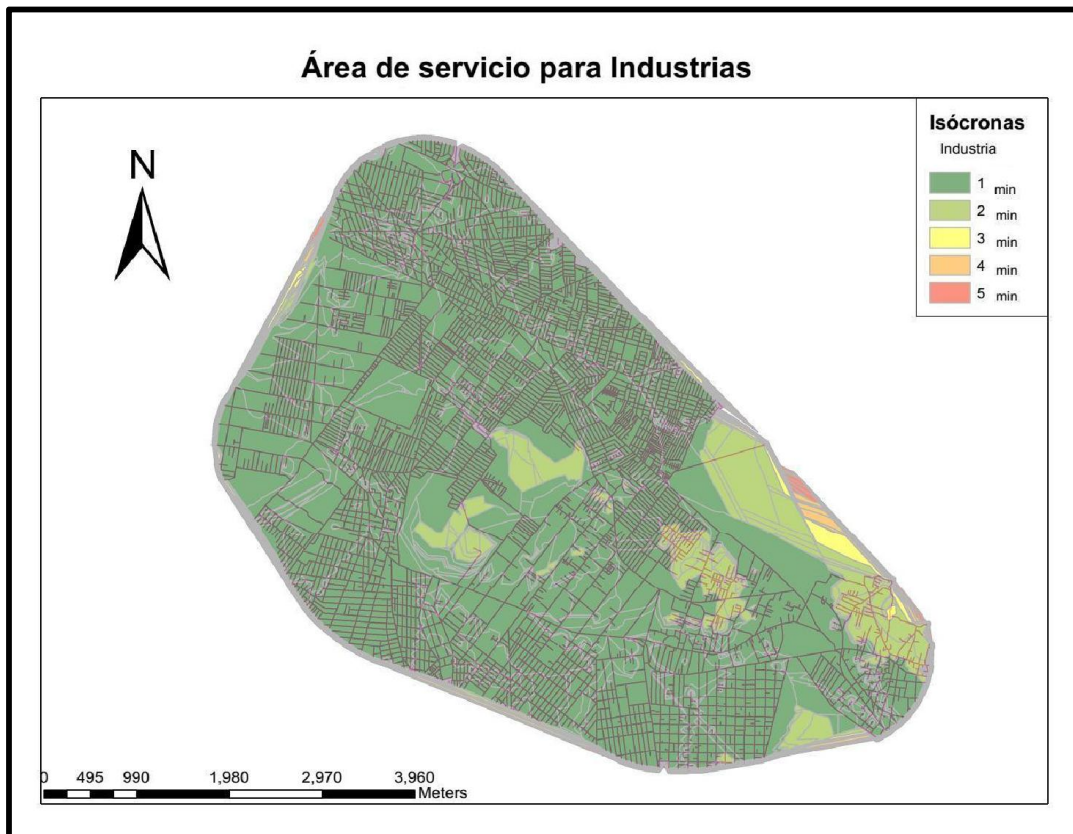 Área de servicio para Industrias
N
Isócronas
Industria
1 min
2 min
3 min
4 min
5 min
0 495 990 1,980 2,970 3,960
Meters